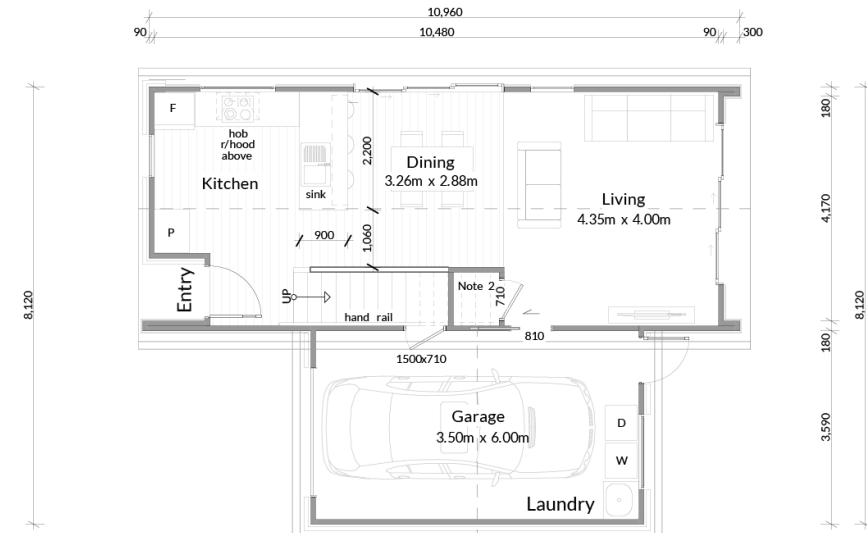 10,960
90 10,480 90 300
F
hob
r/hood
above
Kitchen
sink
P
2,200
Dining
3.26m x 2.88m
Living
4.35m x 4.00m
900
1,060
Entry
UP
hand rail
Note 2
710
810
1500x710
Garage
3.50m x 6.00m
D
W
Laundry
8,120
180
4,170
180
3,590
8,120